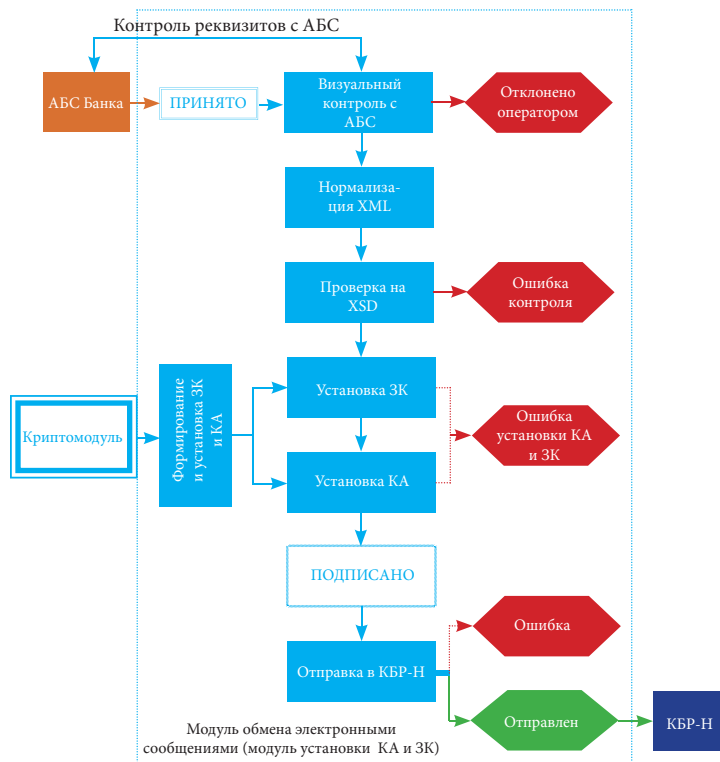 Контроль реквизитов с АБС
АБС Банка
ПРИНЯТО
Визуальный
контроль с
АБС
Отклонено
оператором
Нормализа-
ция XML
Проверка на
XSD
Ошибка
контроля
Криптомодуль
Формирование
и установка ЗК
и КА
Установка ЗК
Ошибка
установки КА
и ЗК
Установка КА
ПОДПИСАНО
Ошибка
Отправка в КБР-Н
Отправлен
КБР-Н
Модуль обмена электронными
сообщениями (модуль установки КА и ЗК)